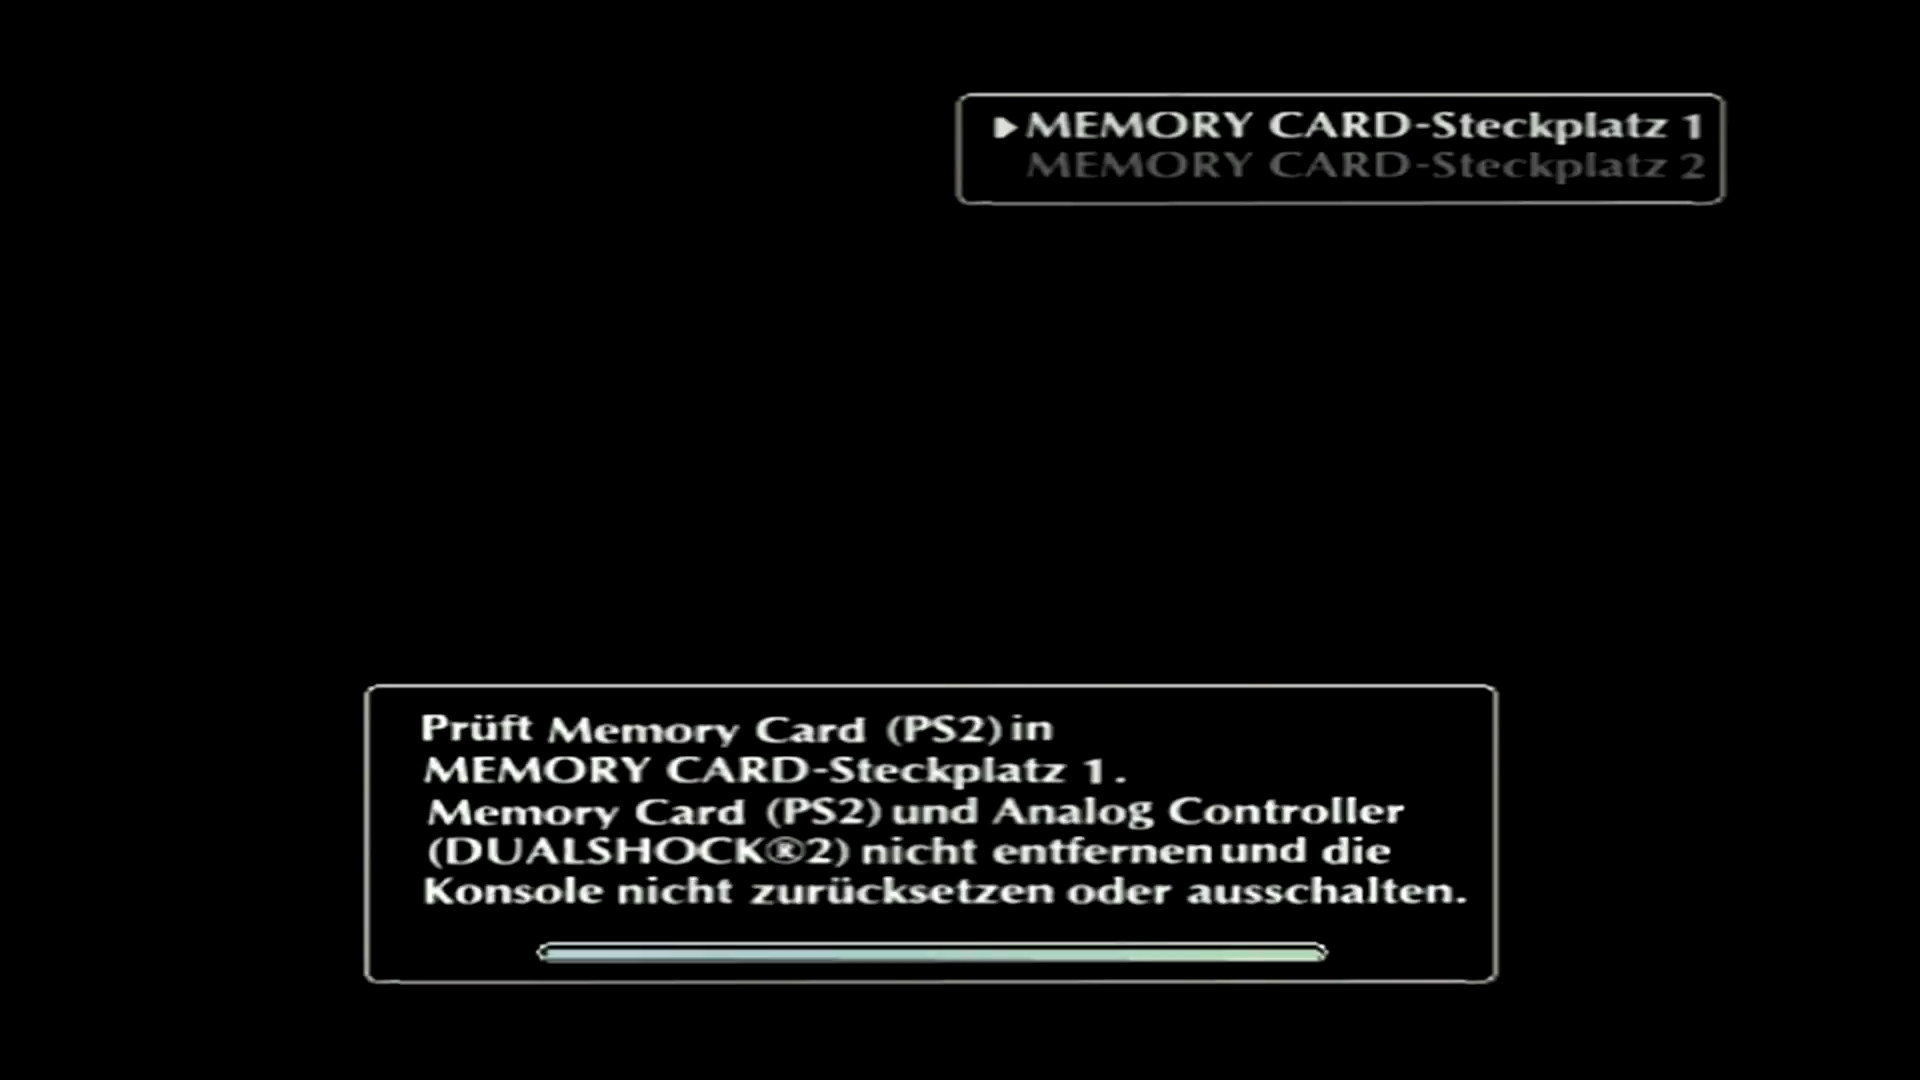 MEMORY CARD-Steckplatz 1
MEMORY CARD-Steckplatz 2
Prüft Memory Card (PS2) in
MEMORY CARD-Steckplatz 1.
Memory Card (PS2) und Analog Controller
(DUALSHOCK®2) nicht entfernen und die
Konsole nicht zurücksetzen oder ausschalten.